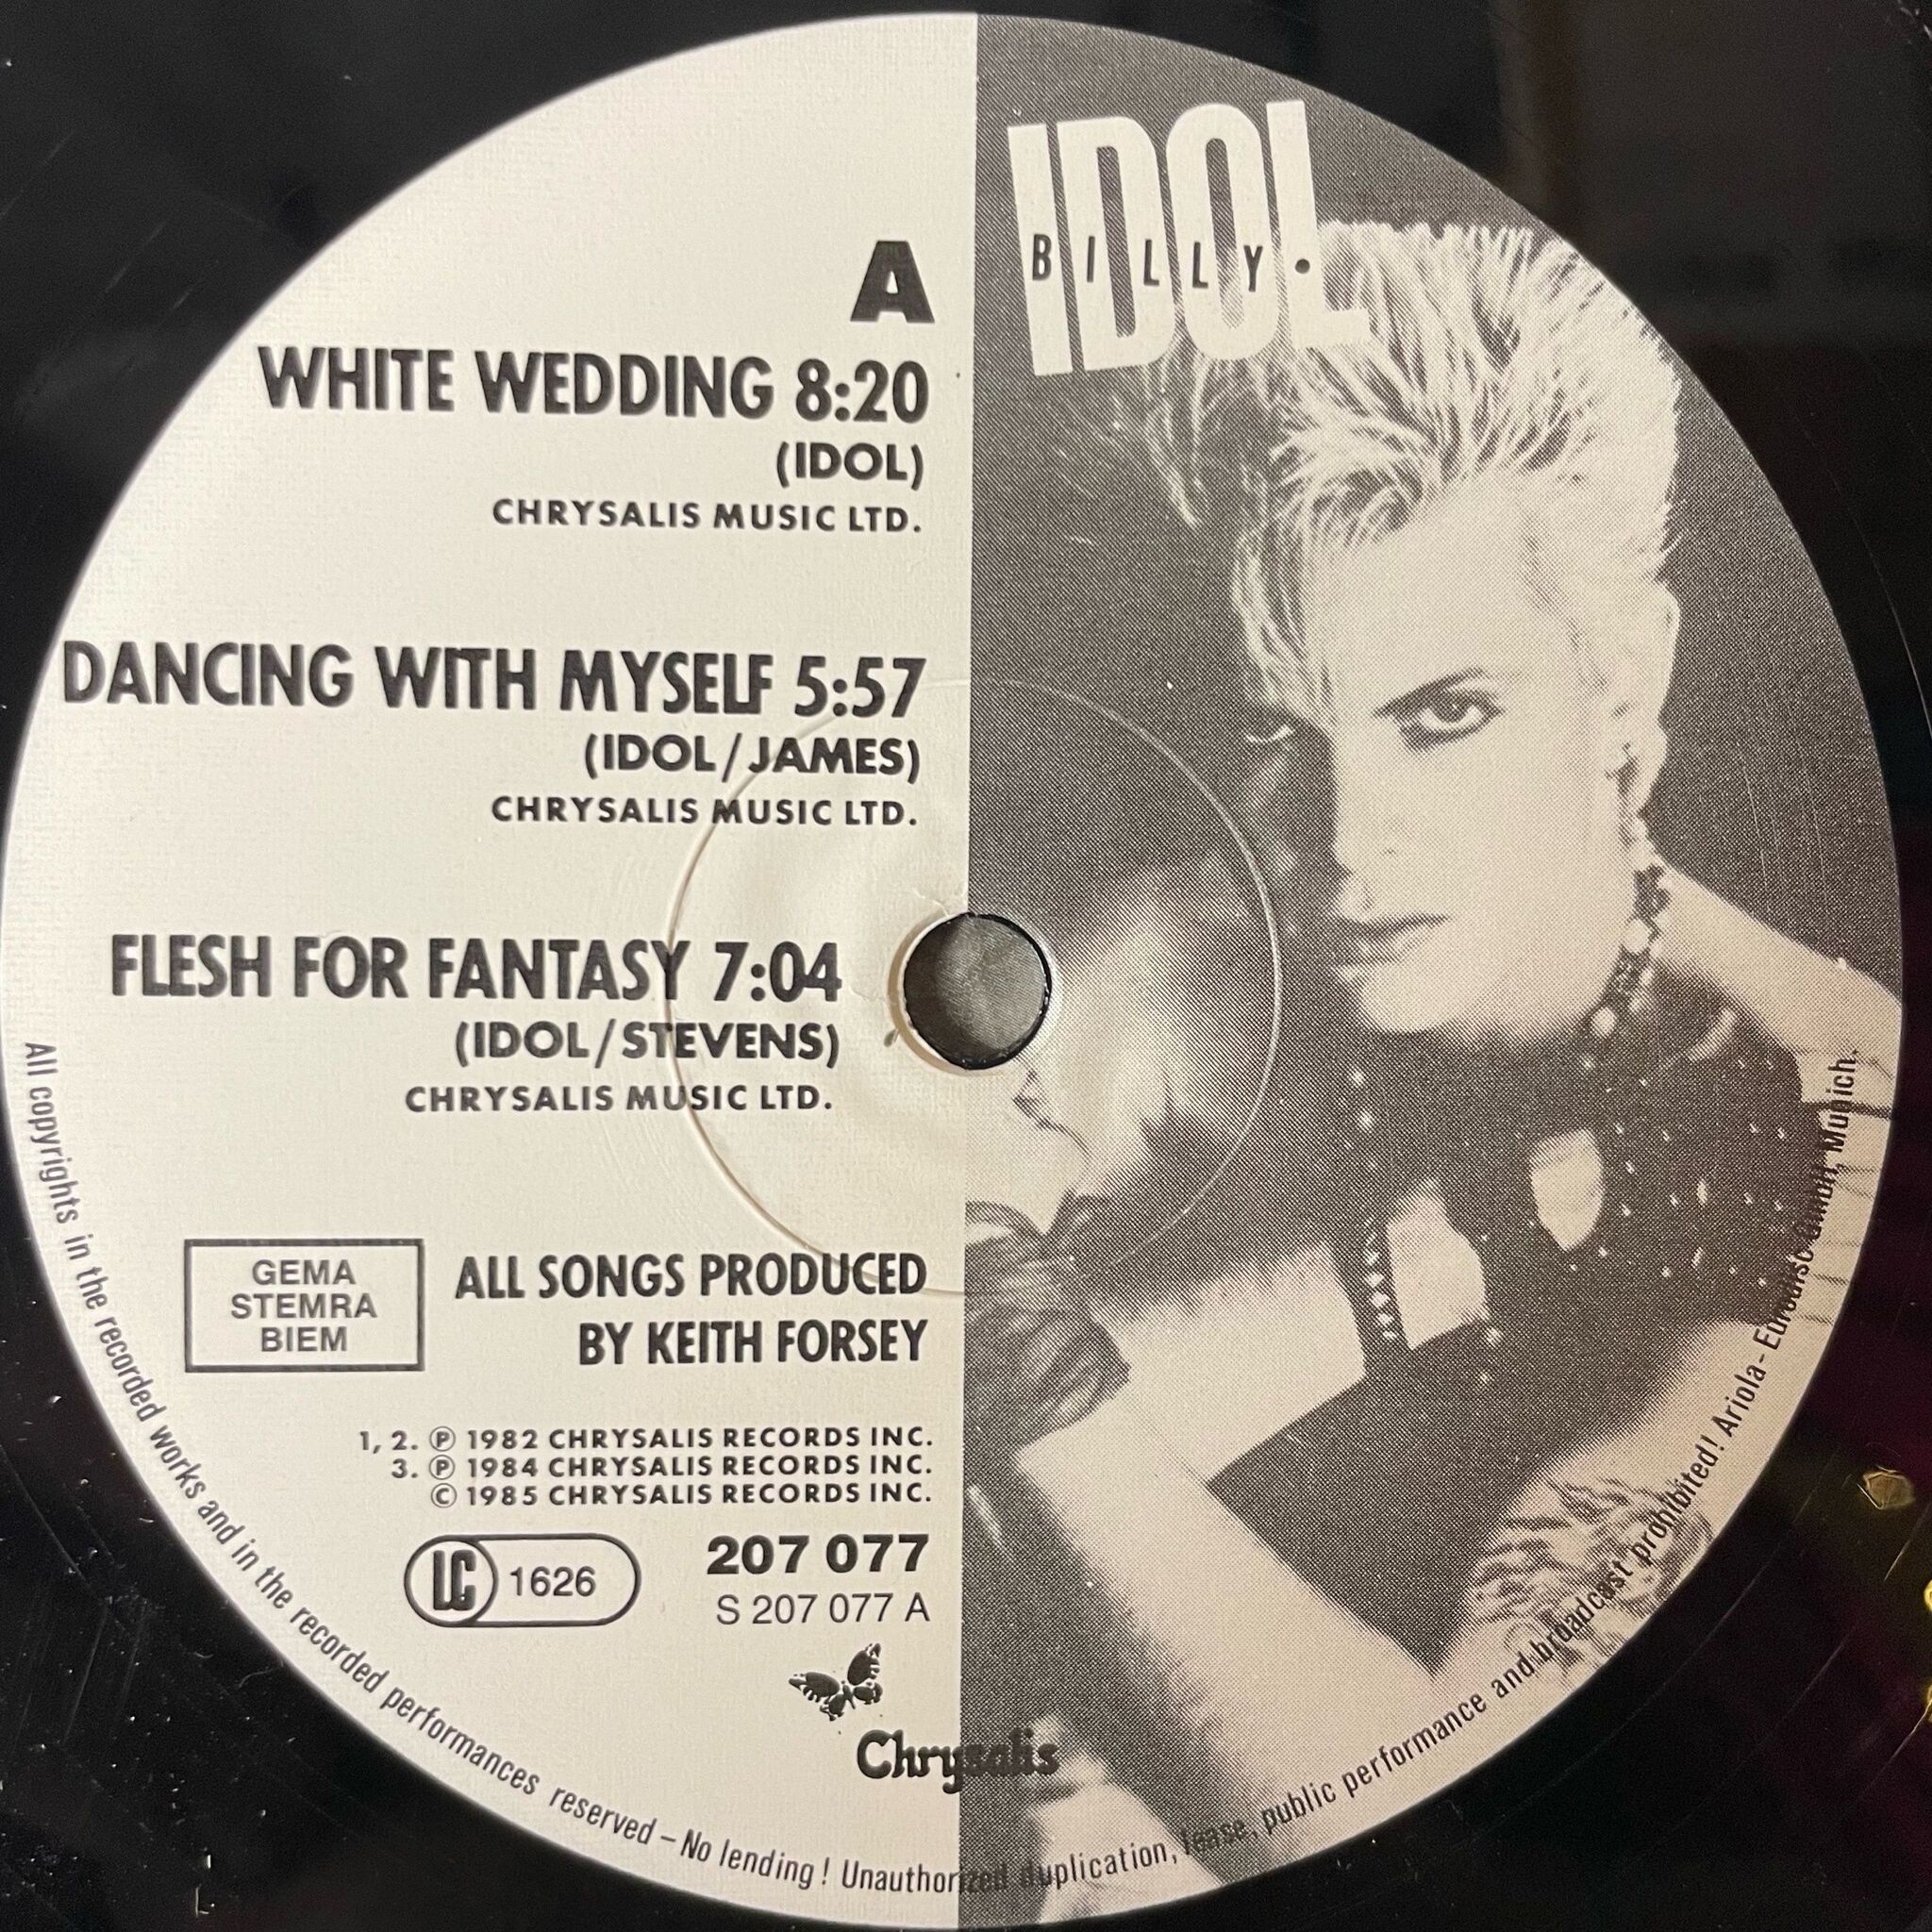 IDOL
BILLY.
A
WHITE WEDDING 8:20
(IDOL)
CHRYSALIS MUSIC LTD.
DANCING WITH MYSELF 5:57
(IDOL/JAMES)
CHRYSALIS MUSIC LTD.
FLESH FOR FANTASY 7:04
(IDOL/STEVENS)
CHRYSALIS MUSIC LTD.
GEMA
STEMRA
BIEM
ALL SONGS PRODUCED
BY KEITH FORSEY
1, 2. ℗ 1982 CHRYSALIS RECORDS INC.
3. ℗ 1984 CHRYSALIS RECORDS INC.
© 1985 CHRYSALIS RECORDS INC.
LC 1626
207 077
S 207 077 A
Chrysalis
All copyrights in the recorded works and in the recorded performances reserved – No lending! Unauthorized duplication, lease, public performance and broadcast prohibited! Ariola - Eurodisc GmbH, Munich.